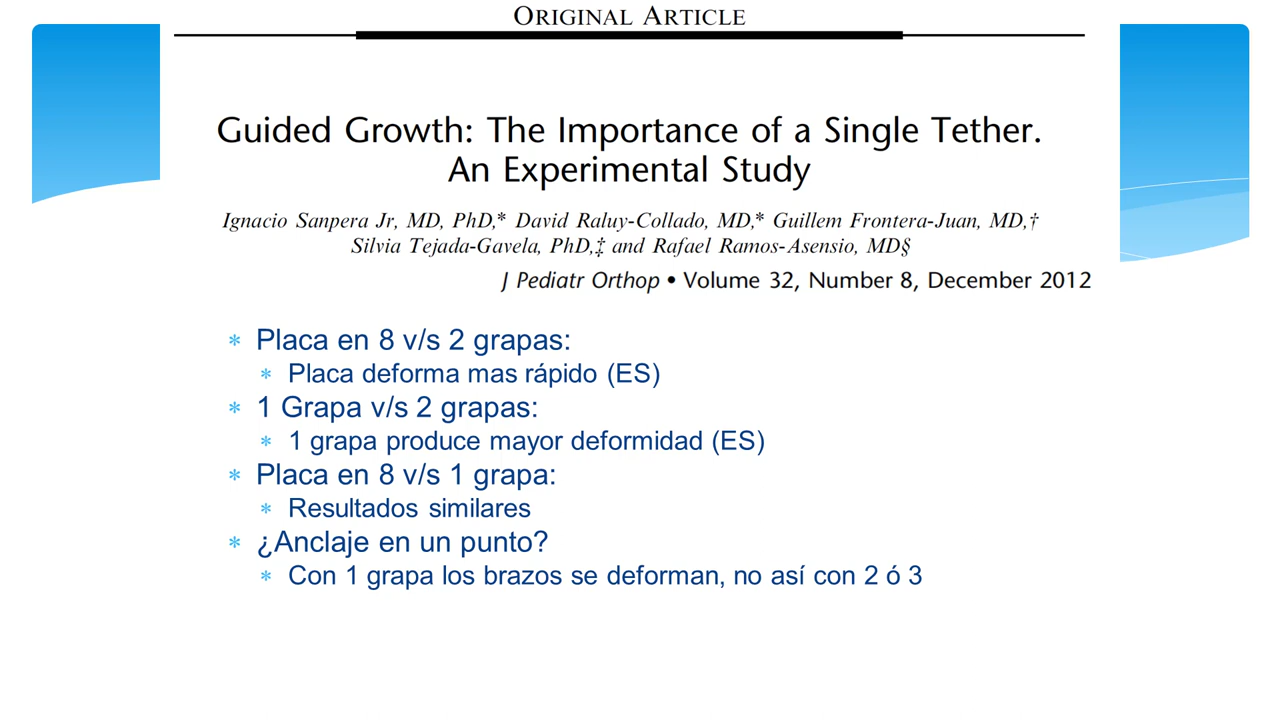 ORIGINAL ARTICLE
Guided Growth: The Importance of a Single Tether.
An Experimental Study
Ignacio Sanpera Jr, MD, PhD,* David Raluy-Collado, MD,* Guillem Frontera-Juan, MD,†
Silvia Tejada-Gavela, PhD,‡ and Rafael Ramos-Asensio, MD§
J Pediatr Orthop • Volume 32, Number 8, December 2012
* Placa en 8 v/s 2 grapas:
* Placa deforma mas rápido (ES)
* 1 Grapa v/s 2 grapas:
* 1 grapa produce mayor deformidad (ES)
* Placa en 8 v/s 1 grapa:
* Resultados similares
* ¿Anclaje en un punto?
* Con 1 grapa los brazos se deforman, no así con 2 ó 3